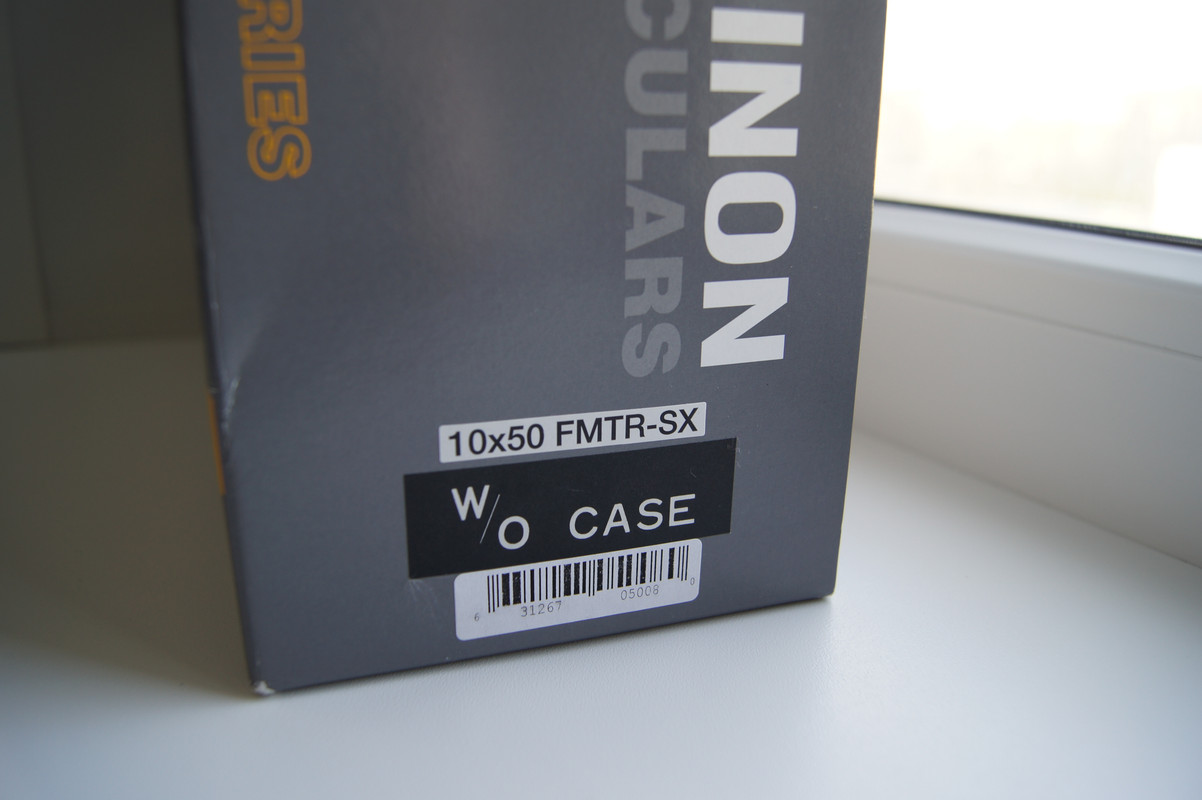 RIES
CULARS
INON
10x50 FMTR-SX
W/O CASE
6 31267 05008 0